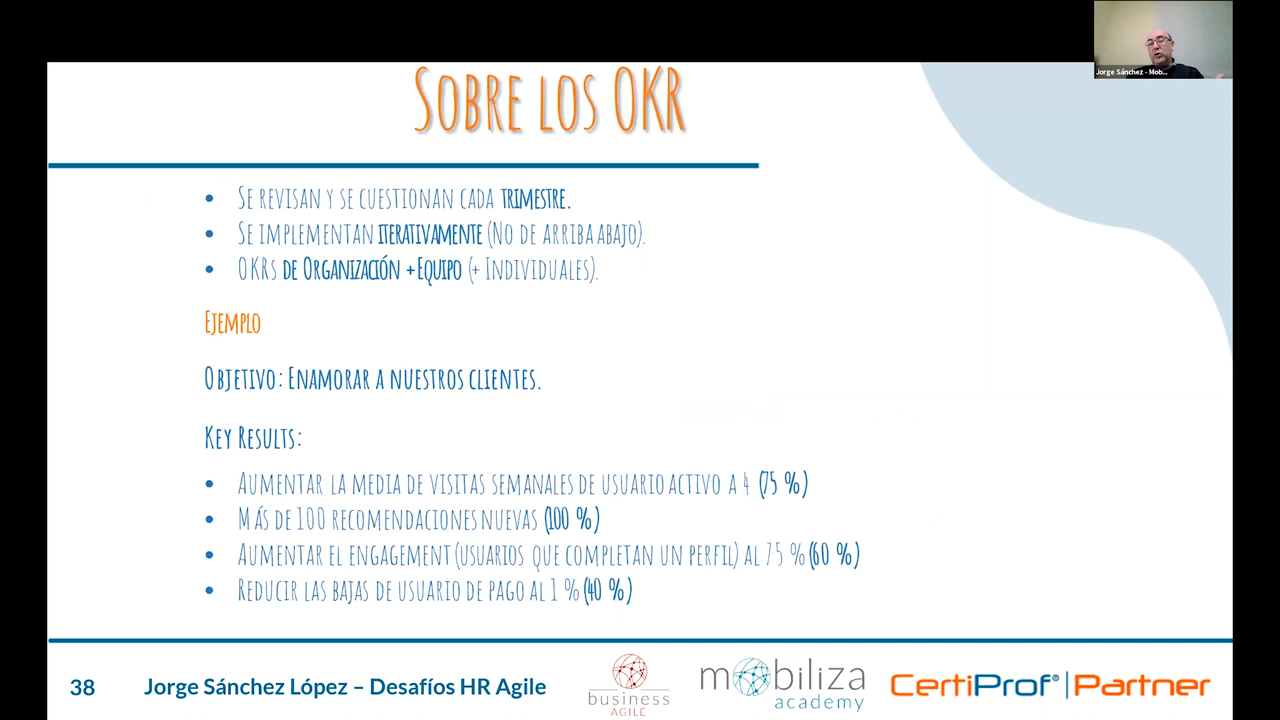 Jorge Sánchez - Mob...
SOBRE LOS OKR
• SE REVISAN Y SE CUESTIONAN CADA TRIMESTRE.
• SE IMPLEMENTAN ITERATIVAMENTE (NO DE ARRIBA ABAJO).
• OKRS DE ORGANIZACIÓN + EQUIPO (+ INDIVIDUALES).
EJEMPLO
OBJETIVO: ENAMORAR A NUESTROS CLIENTES.
KEY RESULTS:
• AUMENTAR LA MEDIA DE VISITAS SEMANALES DE USUARIO ACTIVO A 4 (75 %)
• MÁS DE 100 RECOMENDACIONES NUEVAS (100 %)
• AUMENTAR EL ENGAGEMENT (USUARIOS QUE COMPLETAN UN PERFIL) AL 75 % (60 %)
• REDUCIR LAS BAJAS DE USUARIO DE PAGO AL 1 % (40 %)
38 Jorge Sánchez López – Desafíos HR Agile
business
AGILE
mobiliza
academy
CertiProf® | Partner